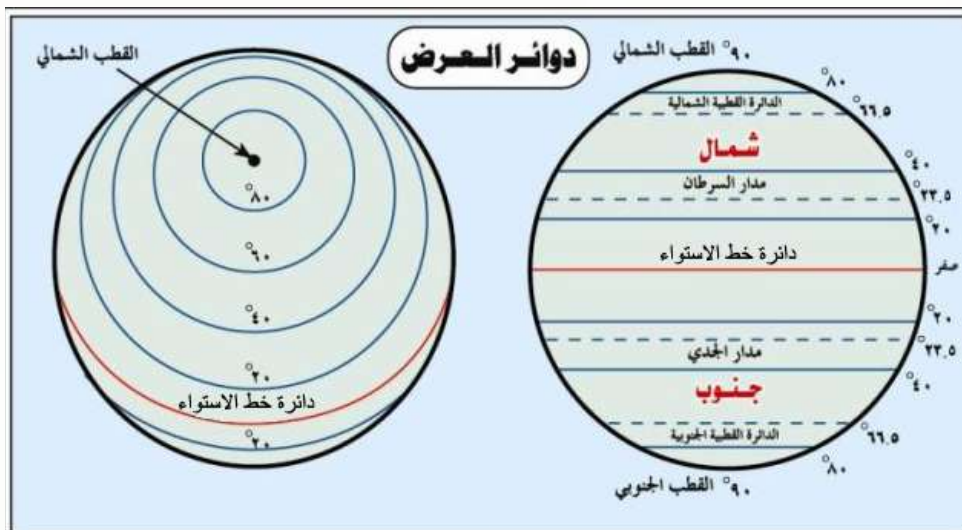 دوائر العرض
القطب الشمالي
°٨٠
°٦٠
°٤٠
°٢٠
دائرة خط الاستواء
°٢٠
°٩٠ القطب الشمالي
°٨٠
الدائرة القطبية الشمالية
°٦٦.٥
شمال
°٤٠
مدار السرطان
°٢٣.٥
°٢٠
دائرة خط الاستواء
صفر
°٢٠
°٢٣.٥
مدار الجدي
°٤٠
جنوب
الدائرة القطبية الجنوبية
°٦٦.٥
°٨٠
°٩٠ القطب الجنوبي